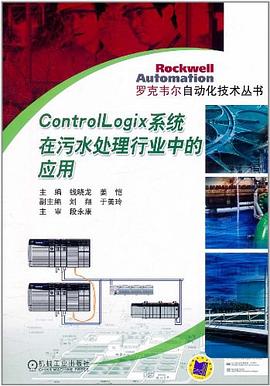 Rockwell
Automation
罗克韦尔自动化技术丛书
ControlLogix系统
在污水处理行业中的
应用
主 编 钱晓龙 姜 恺
副主编 刘 翔 于美玲
主 审 段永康
机械工业出版社
CHINA MACHINE PRESS